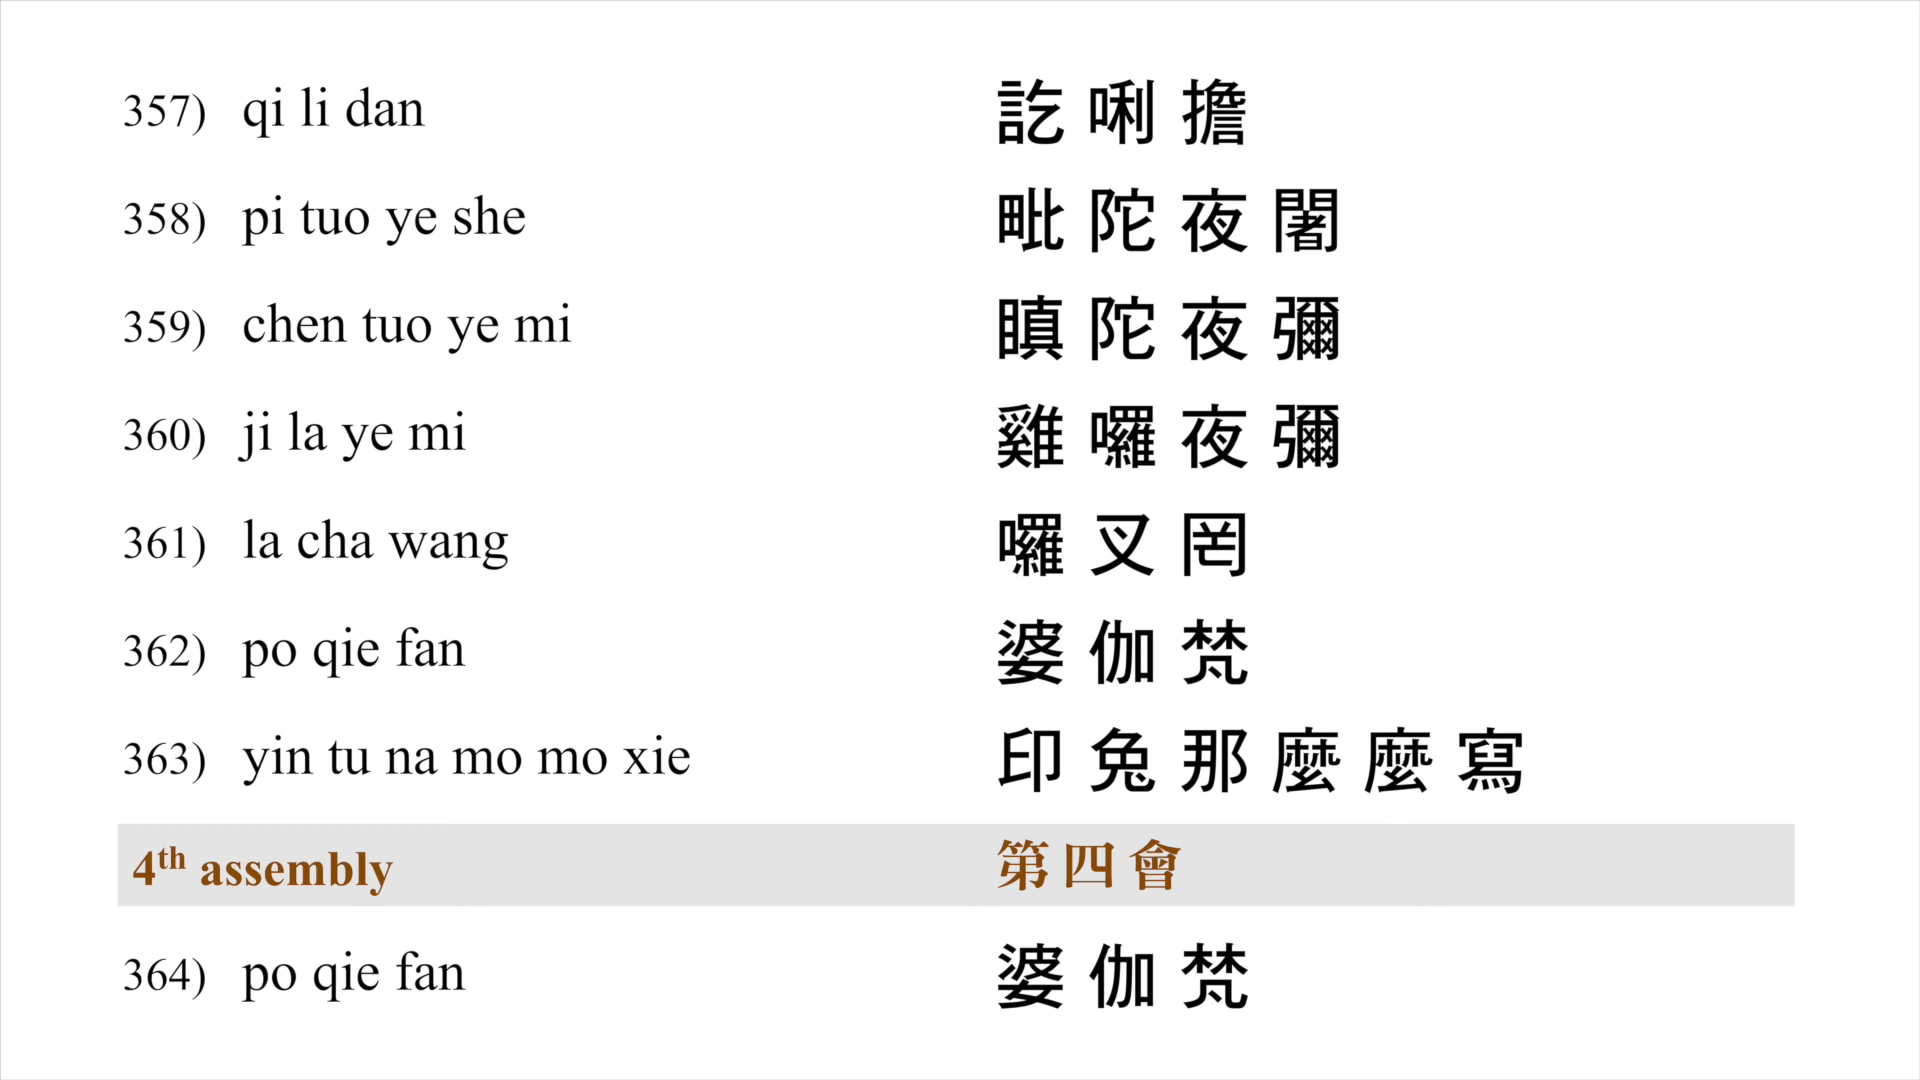 357) qi li dan 訖 唎 擔
358) pi tuo ye she 毗 陀 夜 闍
359) chen tuo ye mi 瞋 陀 夜 彌
360) ji la ye mi 雞 囉 夜 彌
361) la cha wang 囉 叉 罔
362) po qie fan 婆 伽 梵
363) yin tu na mo mo xie 印 兔 那 麼 麼 寫
4th assembly 第 四 會
364) po qie fan 婆 伽 梵